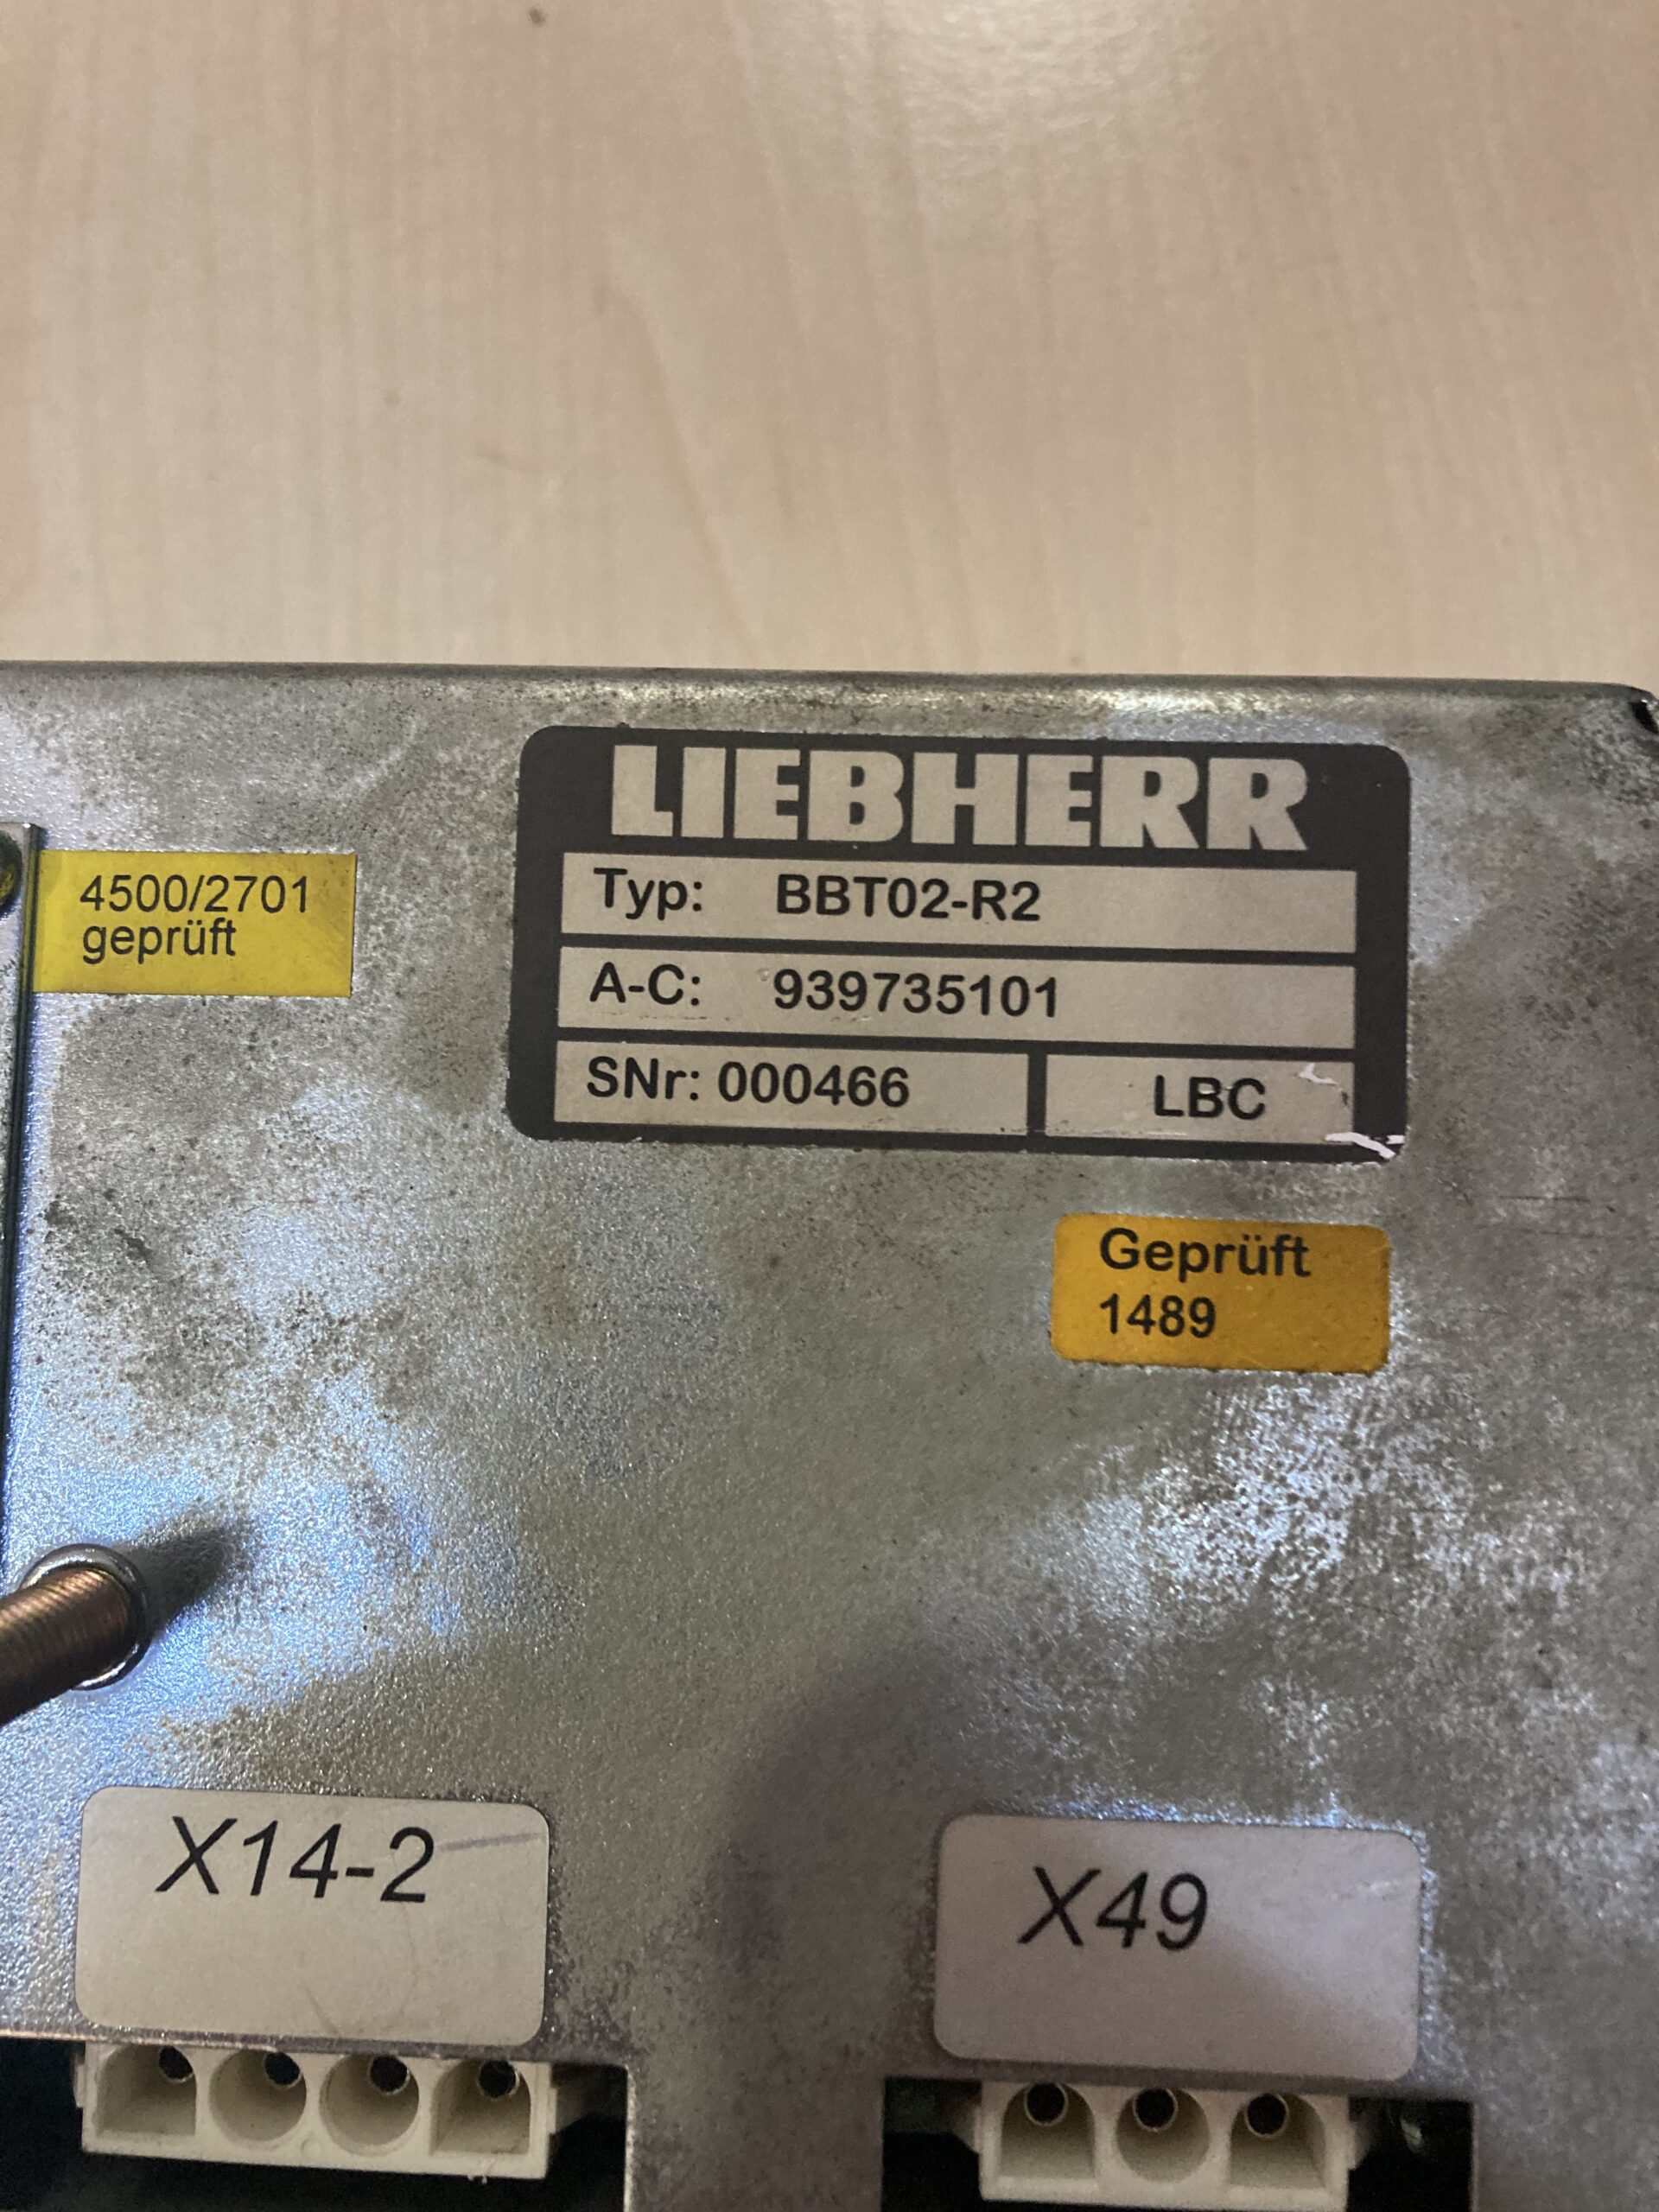 LIEBHERR
Typ: BBT02-R2
A-C: 939735101
SNr: 000466 LBC
4500/2701
geprüft
Geprüft
1489
X14-2
X49